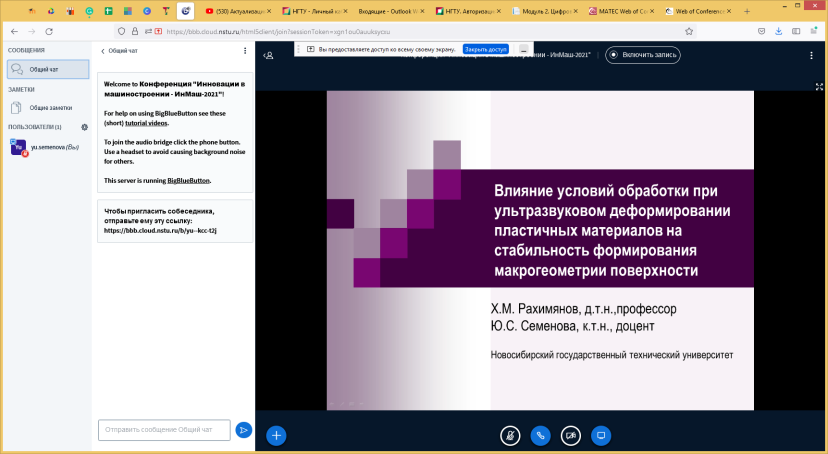 (530) Актуализаци
НГТУ - Личный ка
Входящие - Outlook W
НГТУ. Авторизация
Модуль 2. Цифров
MATEC Web of Co
Web of Conference
https://bbb.cloud.nstu.ru/html5client/join?sessionToken=xgn1ou0auuksyoiu
Вы предоставляете доступ ко всему своему экрану.
Закрыть доступ
СООБЩЕНИЯ
Общий чат
ЗАМЕТКИ
Общие заметки
ПОЛЬЗОВАТЕЛИ (1)
Yu
yu.semenova (Вы)
Общий чат
Welcome to Конференция "Инновации в
машиностроении - ИнМаш-2021"!
For help on using BigBlueButton see these
(short) tutorial videos.
To join the audio bridge click the phone button.
Use a headset to avoid causing background noise
for others.
This server is running BigBlueButton.
Чтобы пригласить собеседника,
отправьте ему эту ссылку:
https://bbb.cloud.nstu.ru/b/yu--kcc-t2j
Отправить сообщение Общий чат
ИнМаш-2021"
Включить запись
Влияние условий обработки при
ультразвуковом деформировании
пластичных материалов на
стабильность формирования
макрогеометрии поверхности
Х.М. Рахимянов, д.т.н.,профессор
Ю.С. Семенова, к.т.н., доцент
Новосибирский государственный технический университет